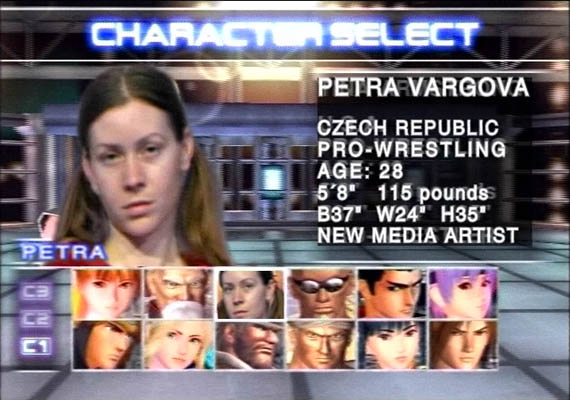 CHARACTER SELECT
PETRA VARGOVA
CZECH REPUBLIC
PRO-WRESTLING
AGE: 28
5´8" 115 pounds
B37" W24" H35"
NEW MEDIA ARTIST
PETRA
C3
C2
C1